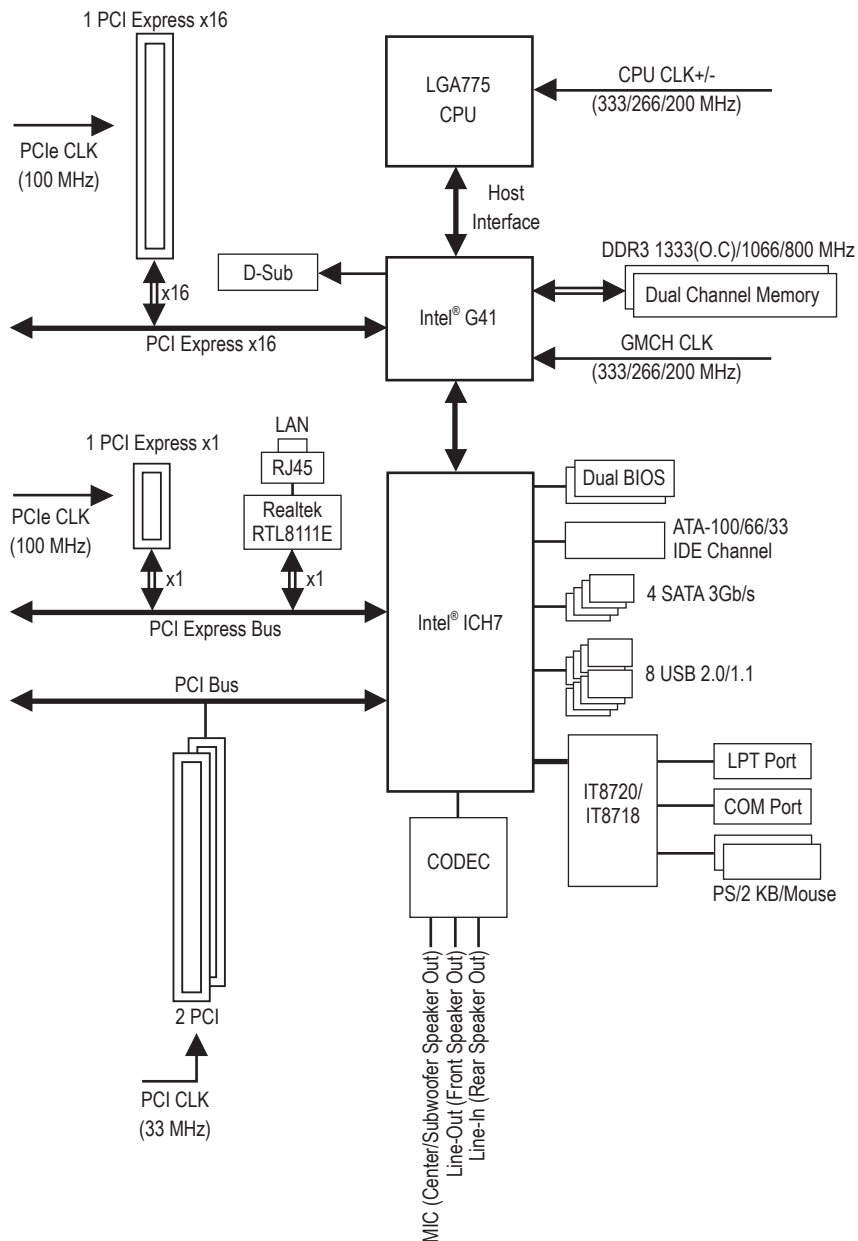 1 PCI Express x16
PCIe CLK
(100 MHz)
x16
PCI Express x16
LGA775
CPU
CPU CLK+/-
(333/266/200 MHz)
Host
Interface
D-Sub
Intel® G41
DDR3 1333(O.C)/1066/800 MHz
Dual Channel Memory
GMCH CLK
(333/266/200 MHz)
1 PCI Express x1
PCIe CLK
(100 MHz)
x1
LAN
RJ45
Realtek
RTL8111E
x1
PCI Express Bus
PCI Bus
Intel® ICH7
Dual BIOS
ATA-100/66/33
IDE Channel
4 SATA 3Gb/s
8 USB 2.0/1.1
IT8720/
IT8718
LPT Port
COM Port
PS/2 KB/Mouse
CODEC
MIC (Center/Subwoofer Speaker Out)
Line-Out (Front Speaker Out)
Line-In (Rear Speaker Out)
2 PCI
PCI CLK
(33 MHz)